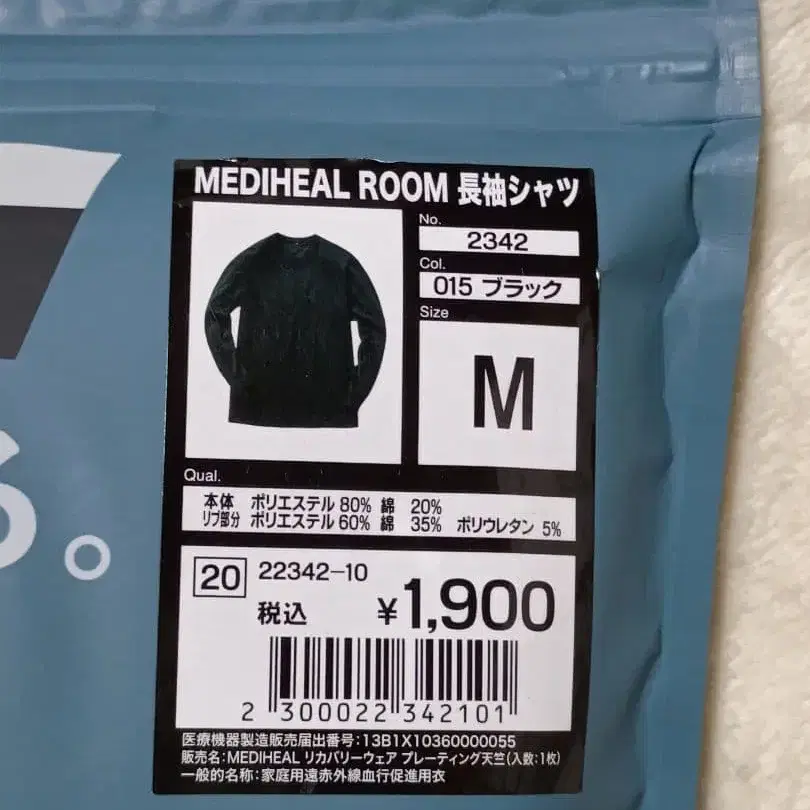 MEDIHEAL ROOM 長袖シャツ
No.
2342
Col.
015 ブラック
Size
M
Qual.
本体 ポリエステル 80% 綿 20%
リブ部分 ポリエステル 60% 綿 35% ポリウレタン 5%
20 22342-10
税込 ¥1,900
2 300022 342101
医療機器製造販売届出番号:13B1X10360000055
販売名:MEDIHEAL リカバリーウェア プレーティング天竺(入数:1枚)
一般的名称:家庭用遠赤外線血行促進用衣